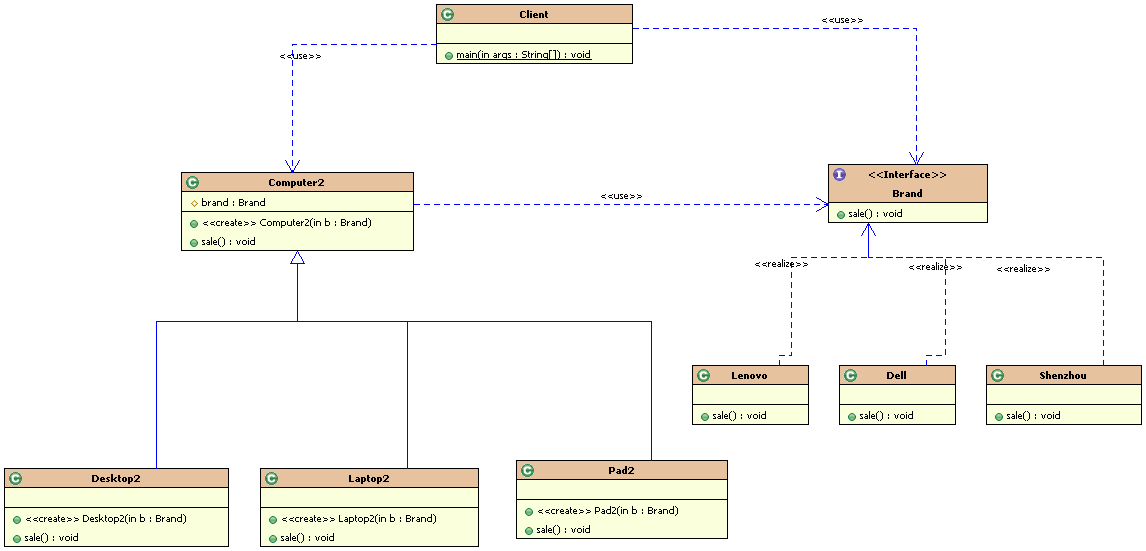 Client
main(in args : String[]) : void
<<use>>
<<use>>
Computer2
brand : Brand
<<create>> Computer2(in b : Brand)
sale() : void
<<use>>
<<Interface>>
Brand
sale() : void
<<realize>>
<<realize>>
<<realize>>
Lenovo
sale() : void
Dell
sale() : void
Shenzhou
sale() : void
Desktop2
<<create>> Desktop2(in b : Brand)
sale() : void
Laptop2
<<create>> Laptop2(in b : Brand)
sale() : void
Pad2
<<create>> Pad2(in b : Brand)
sale() : void